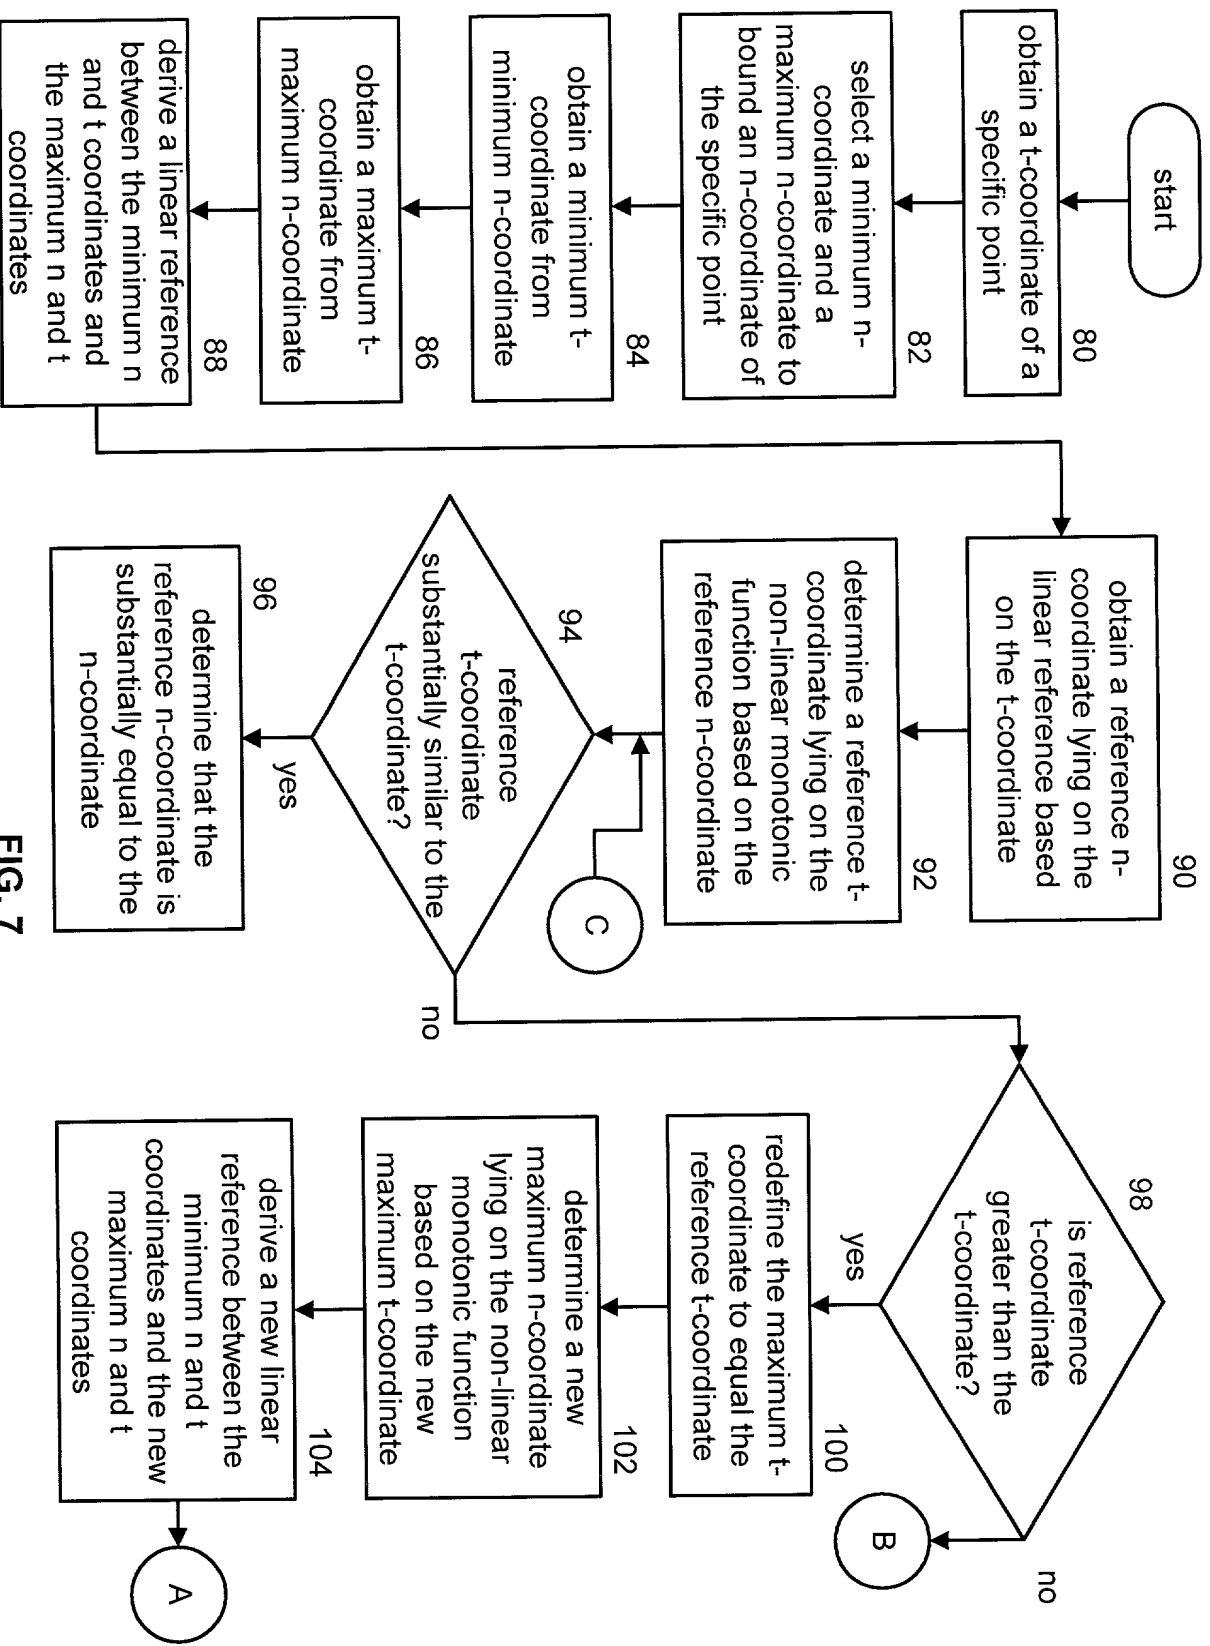 start
80
obtain a t-coordinate of a
specific point
82
select a minimum n-
coordinate and a
maximum n-coordinate to
bound an n-coordinate of
the specific point
84
obtain a minimum t-
coordinate from
minimum n-coordinate
86
obtain a maximum t-
coordinate from
maximum n-coordinate
88
derive a linear reference
between the minimum n
and t coordinates and
the maximum n and t
coordinates
90
obtain a reference n-
coordinate lying on the
linear reference based
on the t-coordinate
92
determine a reference t-
coordinate lying on the
non-linear monotonic
function based on the
reference n-coordinate
C
94
reference
t-coordinate
substantially similar to the
t-coordinate?
yes
no
96
determine that the
reference n-coordinate is
substantially equal to the
n-coordinate
98
is reference
t-coordinate
greater than the
t-coordinate?
yes
no
B
100
redefine the maximum t-
coordinate to equal the
reference t-coordinate
102
determine a new
maximum n-coordinate
lying on the non-linear
monotonic function
based on the new
maximum t-coordinate
104
derive a new linear
reference between the
minimum n and t
coordinates and the new
maximum n and t
coordinates
A
FIG. 7